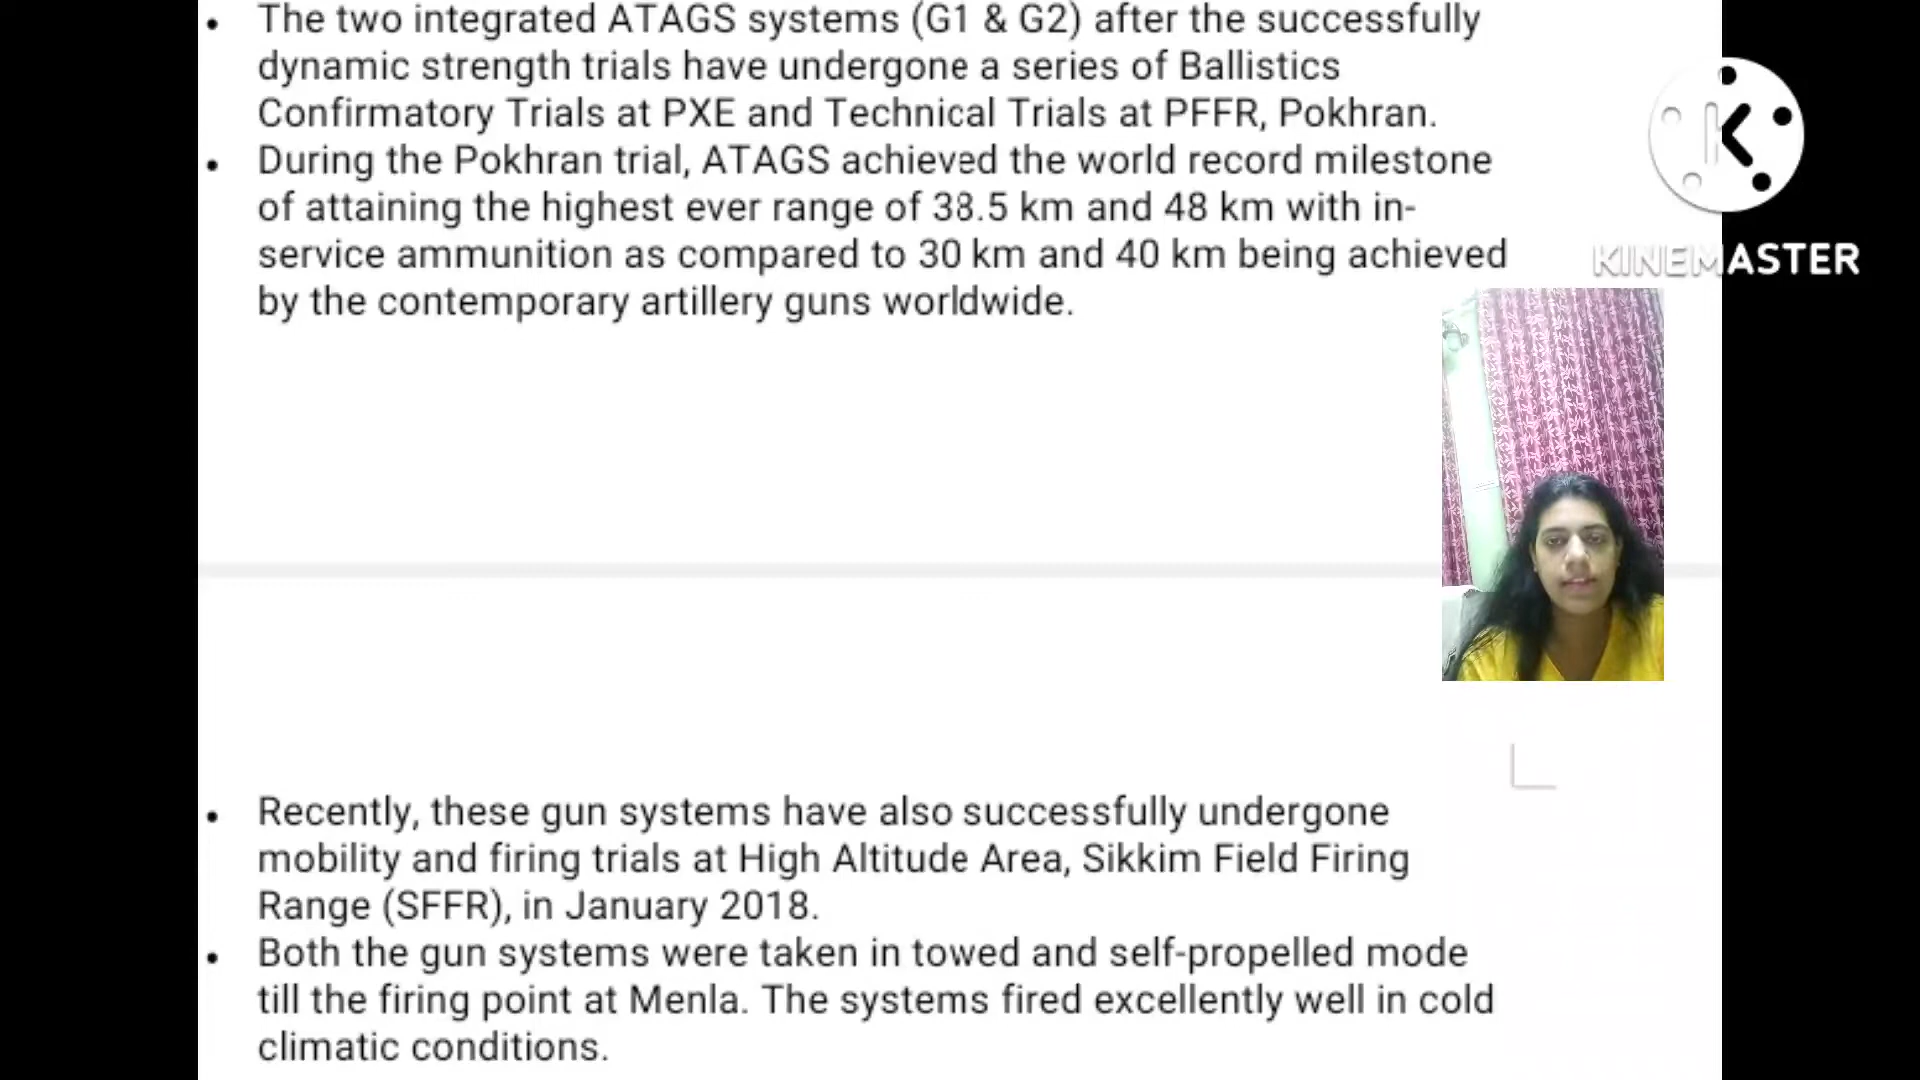 The two integrated ATAGS systems (G1 & G2) after the successfully
dynamic strength trials have undergone a series of Ballistics
Confirmatory Trials at PXE and Technical Trials at PFFR, Pokhran.
During the Pokhran trial, ATAGS achieved the world record milestone
of attaining the highest ever range of 38.5 km and 48 km with in-
service ammunition as compared to 30 km and 40 km being achieved
by the contemporary artillery guns worldwide.
K
KINEMASTER
Recently, these gun systems have also successfully undergone
mobility and firing trials at High Altitude Area, Sikkim Field Firing
Range (SFFR), in January 2018.
Both the gun systems were taken in towed and self-propelled mode
till the firing point at Menla. The systems fired excellently well in cold
climatic conditions.